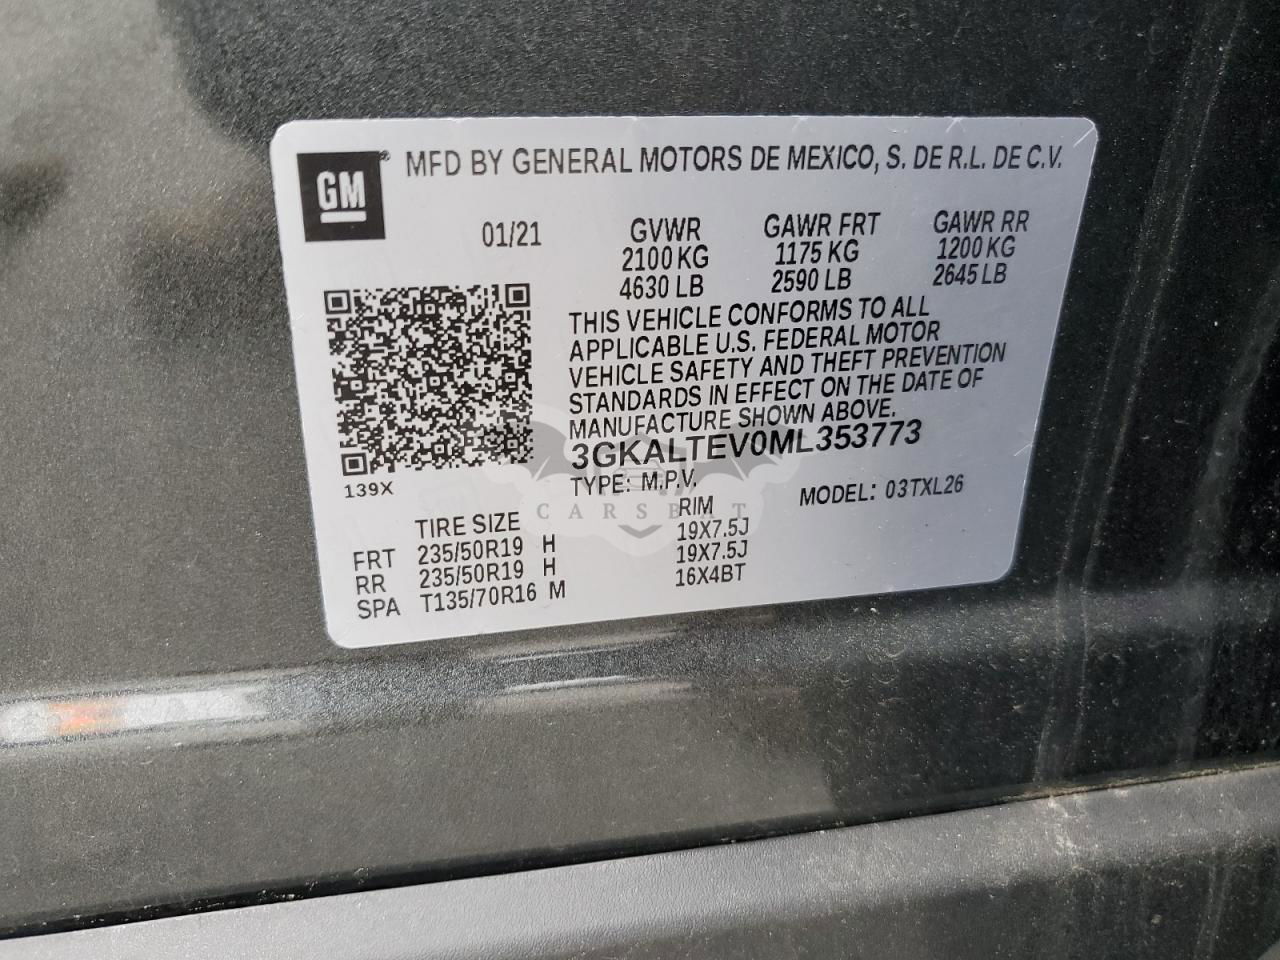 GM ® MFD BY GENERAL MOTORS DE MEXICO, S. DE R.L. DE C.V.
01/21 GVWR GAWR FRT GAWR RR
2100 KG 1175 KG 1200 KG
4630 LB 2590 LB 2645 LB
THIS VEHICLE CONFORMS TO ALL
APPLICABLE U.S. FEDERAL MOTOR
VEHICLE SAFETY AND THEFT PREVENTION
STANDARDS IN EFFECT ON THE DATE OF
MANUFACTURE SHOWN ABOVE.
3GKALTEV0ML353773
139X
TYPE: M.P.V. MODEL: 03TXL26
CARSBAT
TIRE SIZE RIM
FRT 235/50R19 H 19X7.5J
RR 235/50R19 H 19X7.5J
SPA T135/70R16 M 16X4BT